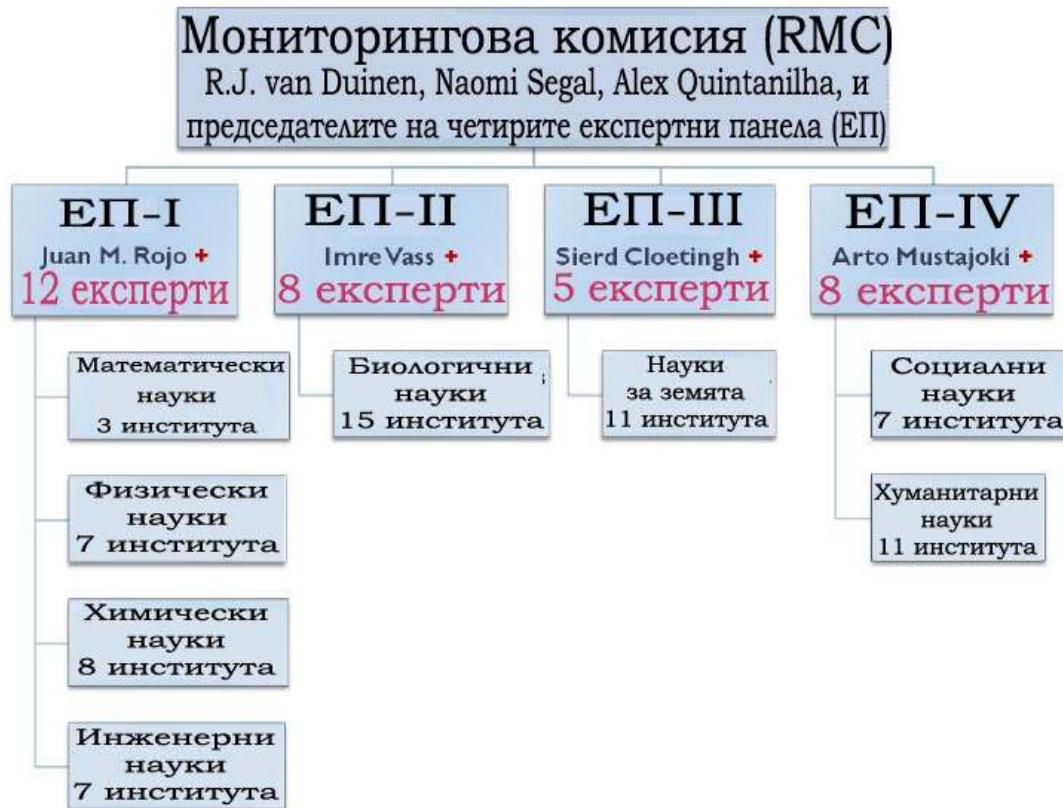 Мониторингова комисия (RMC)
R.J. van Duinen, Naomi Segal, Alex Quintanilha, и
председателите на четирите експертни панела (ЕП)
ЕП-I
Juan M. Rojo +
12 експерти
Математически
науки
3 института
Физически
науки
7 института
Химически
науки
8 института
Инженерни
науки
7 института
ЕП-II
Imre Vass +
8 експерти
Биологични
науки
15 института
ЕП-III
Sierd Cloetingh +
5 експерти
Науки
за земята
11 института
ЕП-IV
Arto Mustajoki +
8 експерти
Социални
науки
7 института
Хуманитарни
науки
11 института